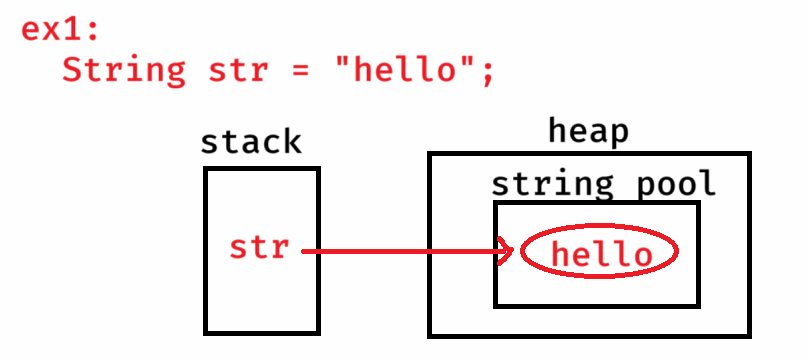 ex1:
String str = "hello";
stack
heap
string pool
str
hello